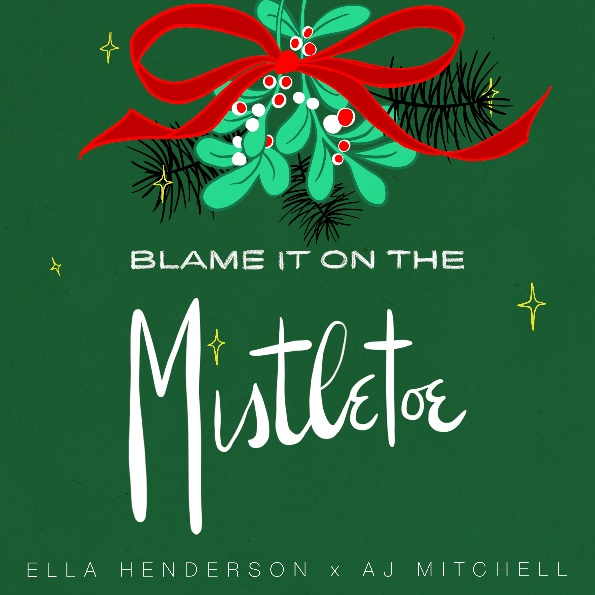 BLAME IT ON THE
Mistletoe
ELLA HENDERSON x AJ MITCHELL